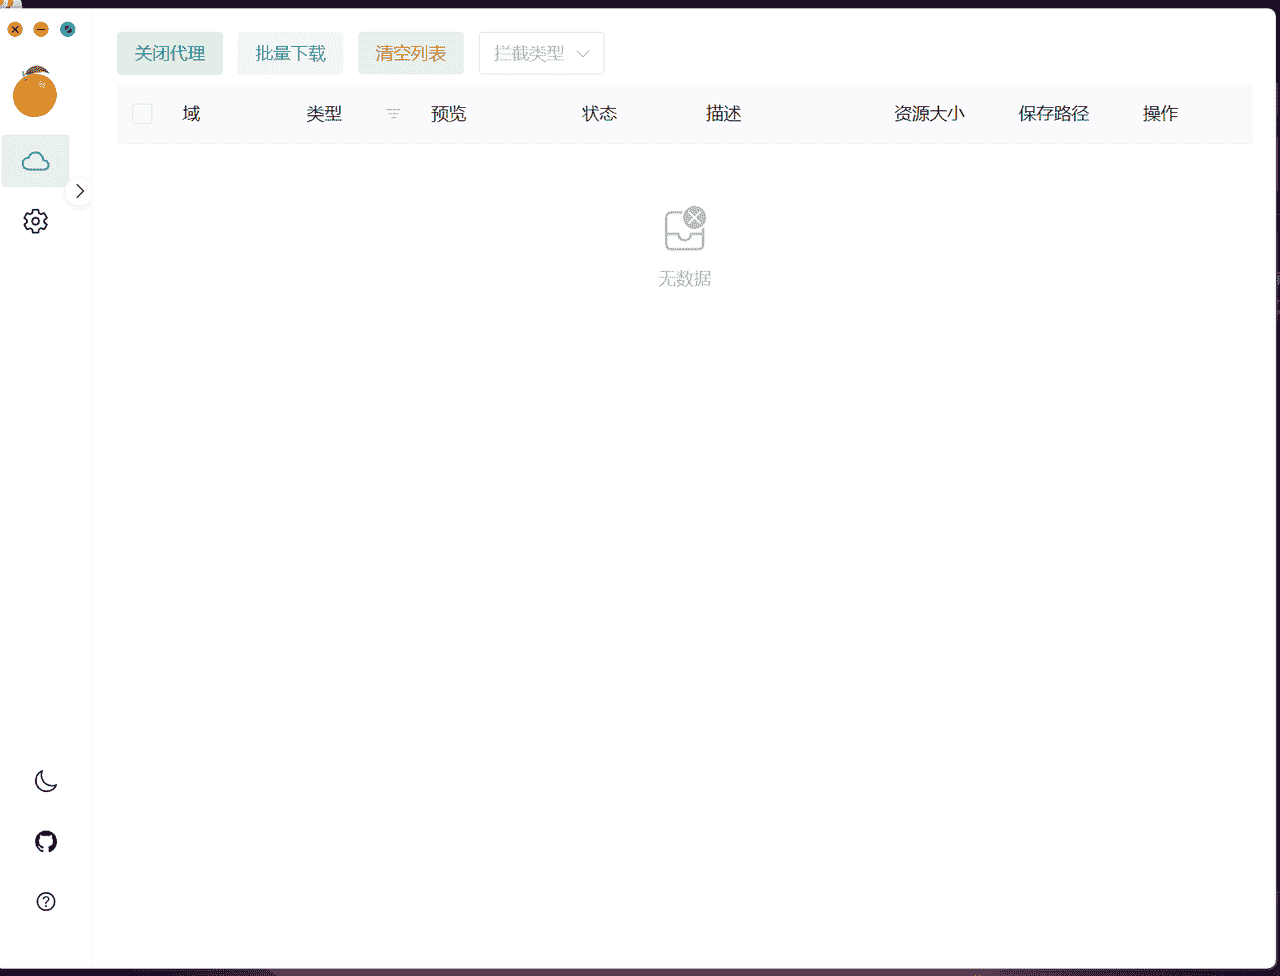 关闭代理 批量下载 清空列表 拦截类型
域 类型 预览 状态 描述 资源大小 保存路径 操作
无数据